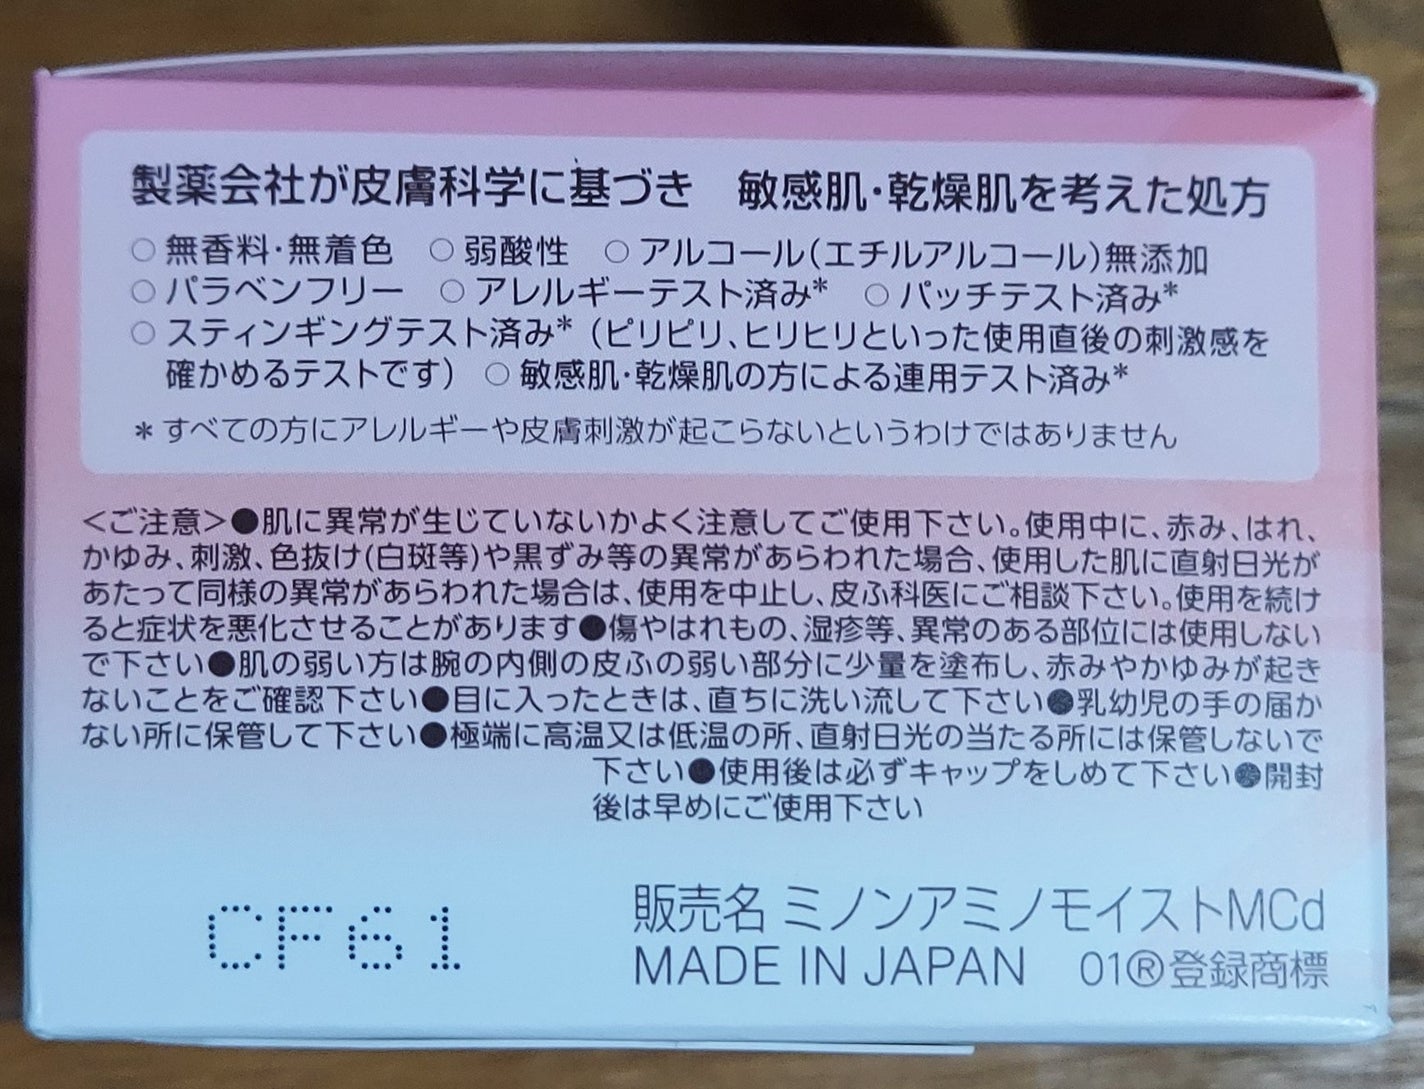 製薬会社が皮膚科学に基づき　敏感肌・乾燥肌を考えた処方
○ 無香料・無着色　○ 弱酸性　○ アルコール（エチルアルコール）無添加
○ パラベンフリー　○ アレルギーテスト済み*　○ パッチテスト済み*
○ スティンギングテスト済み*（ピリピリ、ヒリヒリといった使用直後の刺激感を
確かめるテストです）　○ 敏感肌・乾燥肌の方による連用テスト済み*
* すべての方にアレルギーや皮膚刺激が起こらないというわけではありません
＜ご注意＞●肌に異常が生じていないかよく注意してご使用下さい。使用中に、赤み、はれ、
かゆみ、刺激、色抜け(白斑等)や黒ずみ等の異常があらわれた場合、使用した肌に直射日光が
あたって同様の異常があらわれた場合は、使用を中止し、皮ふ科医にご相談下さい。使用を続け
ると症状を悪化させることがあります●傷やはれもの、湿疹等、異常のある部位には使用しない
で下さい●肌の弱い方は腕の内側の皮ふの弱い部分に少量を塗布し、赤みやかゆみが起き
ないことをご確認下さい●目に入ったときは、直ちに洗い流して下さい●乳幼児の手の届か
ない所に保管して下さい●極端に高温又は低温の所、直射日光の当たる所には保管しないで
下さい●使用後は必ずキャップをしめて下さい●開封
後は早めにご使用下さい
CF61
販売名 ミノンアミノモイストMCd
MADE IN JAPAN　01®登録商標